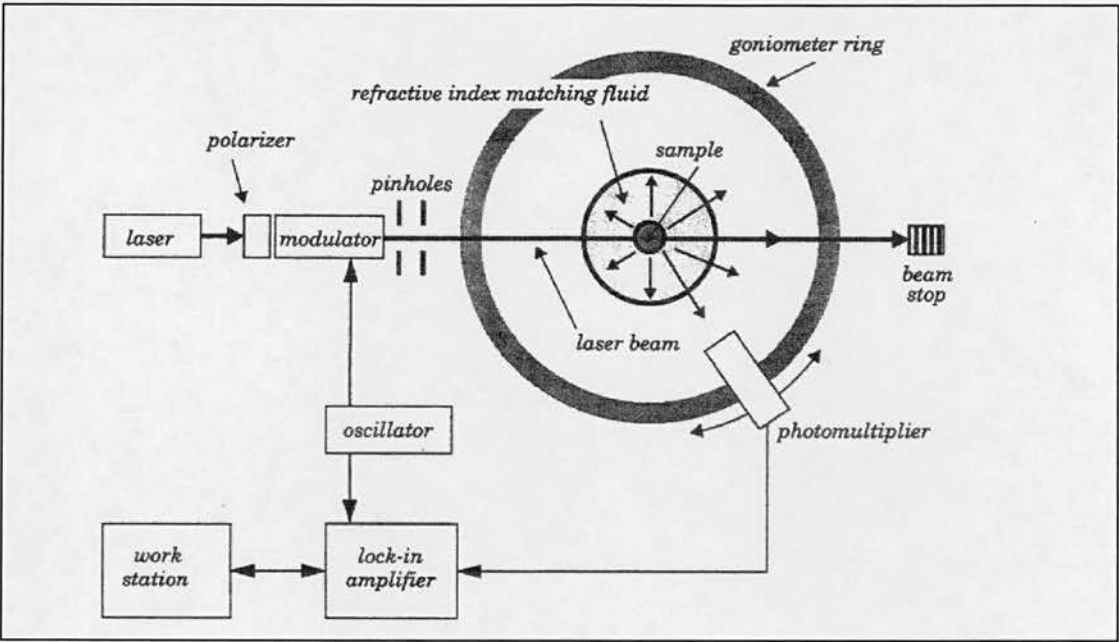 goniometer ring
refractive index matching fluid
polarizer
sample
pinholes
laser
modulator
beam
stop
laser beam
oscillator
photomultiplier
work
station
lock-in
amplifier